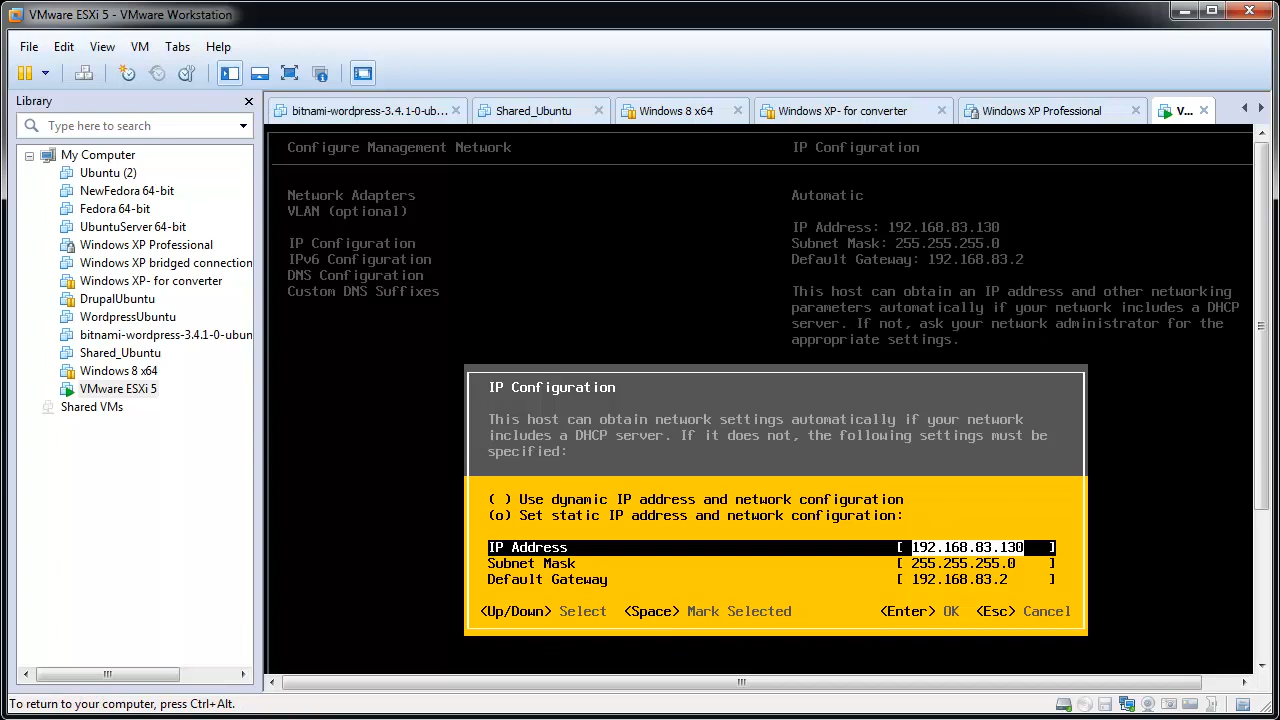 VMware ESXi 5 - VMware Workstation
File Edit View VM Tabs Help
Library
Type here to search
My Computer
Ubuntu (2)
NewFedora 64-bit
Fedora 64-bit
UbuntuServer 64-bit
Windows XP Professional
Windows XP bridged connection
Windows XP- for converter
DrupalUbuntu
WordpressUbuntu
bitnami-wordpress-3.4.1-0-ubun
Shared_Ubuntu
Windows 8 x64
VMware ESXi 5
Shared VMs
bitnami-wordpress-3.4.1-0-ub... Shared_Ubuntu Windows 8 x64 Windows XP- for converter Windows XP Professional V...
Configure Management Network IP Configuration
Network Adapters Automatic
VLAN (optional)
IP Address: 192.168.83.130
IP Configuration Subnet Mask: 255.255.255.0
IPv6 Configuration Default Gateway: 192.168.83.2
DNS Configuration
Custom DNS Suffixes This host can obtain an IP address and other networking
parameters automatically if your network includes a DHCP
server. If not, ask your network administrator for the
appropriate settings.
IP Configuration
This host can obtain network settings automatically if your network
includes a DHCP server. If it does not, the following settings must be
specified:
( ) Use dynamic IP address and network configuration
(o) Set static IP address and network configuration:
IP Address [ 192.168.83.130 ]
Subnet Mask [ 255.255.255.0 ]
Default Gateway [ 192.168.83.2 ]
<Up/Down> Select <Space> Mark Selected <Enter> OK <Esc> Cancel
To return to your computer, press Ctrl+Alt.